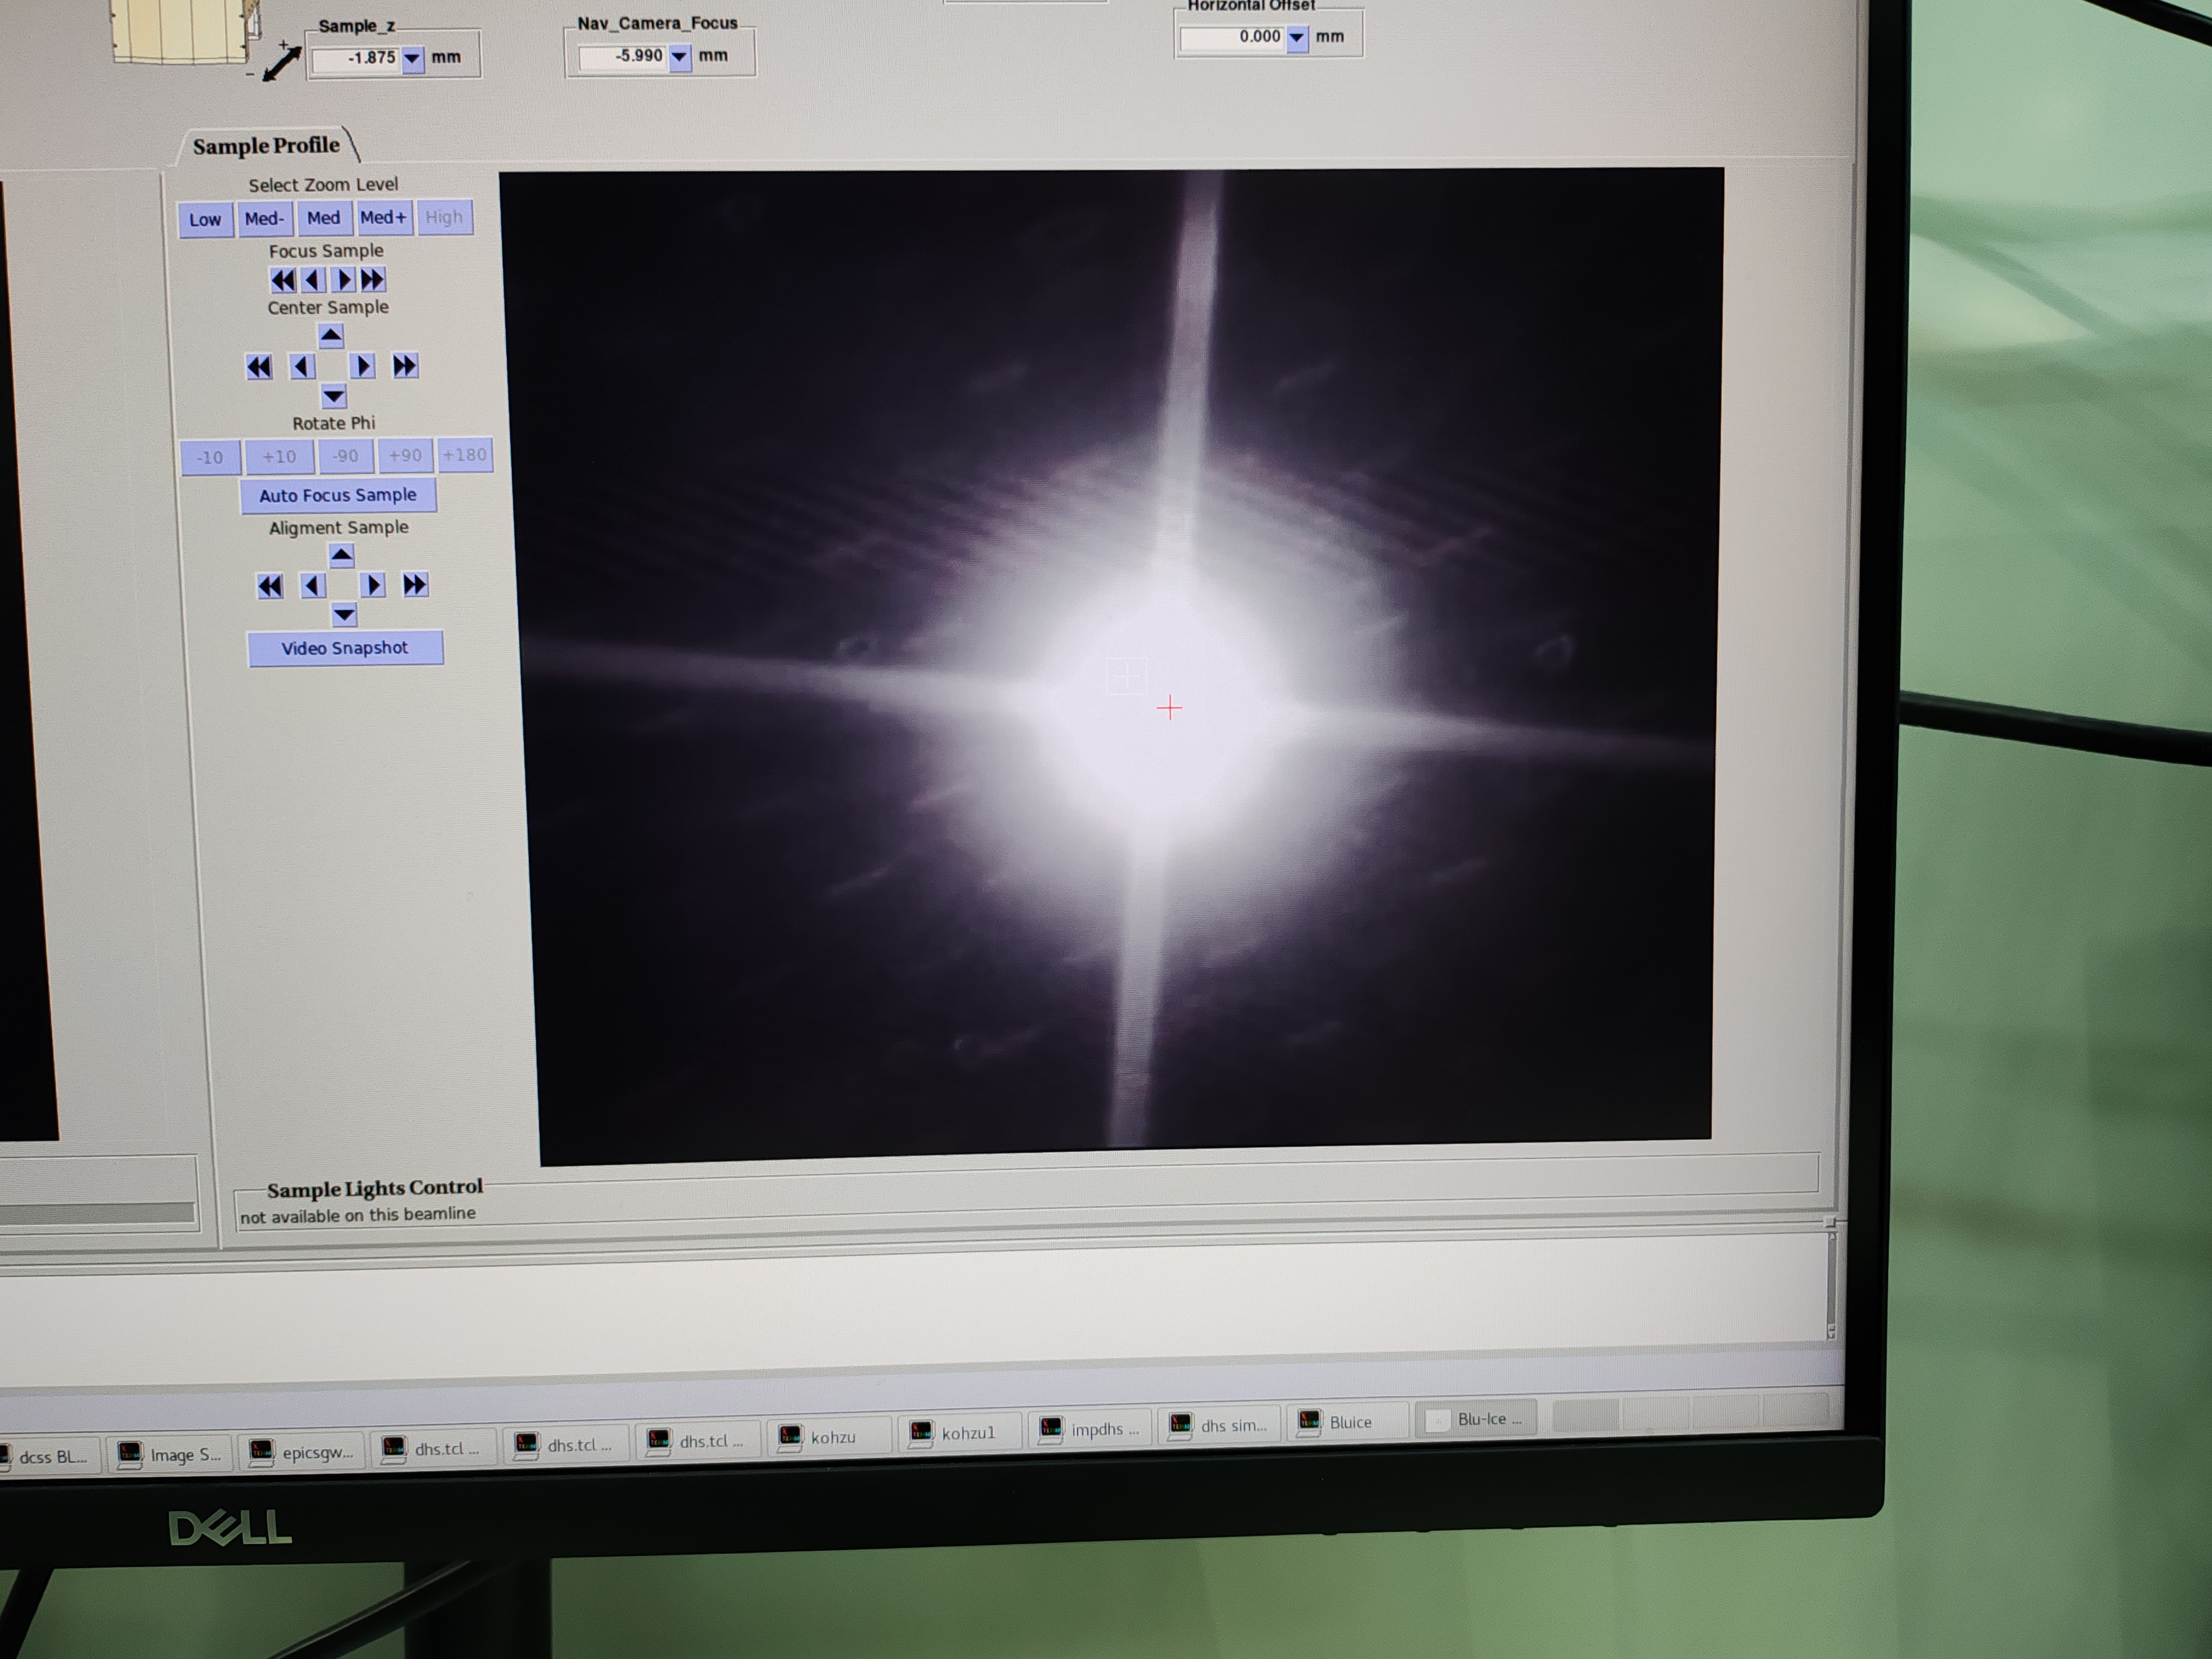 Sample_z
-1.875 mm
Nav_Camera_Focus
-5.990 mm
Horizontal Offset
0.000 mm
Sample Profile
Select Zoom Level
Low Med- Med Med+ High
Focus Sample
Center Sample
Rotate Phi
-10 +10 -90 +90 +180
Auto Focus Sample
Aligment Sample
Video Snapshot
Sample Lights Control
not available on this beamline
dcss BL... Image S... epicsgw... dhs.tcl ... dhs.tcl ... dhs.tcl ... kohzu kohzu1 impdhs ... dhs sim... Bluice Blu-Ice ...
DELL